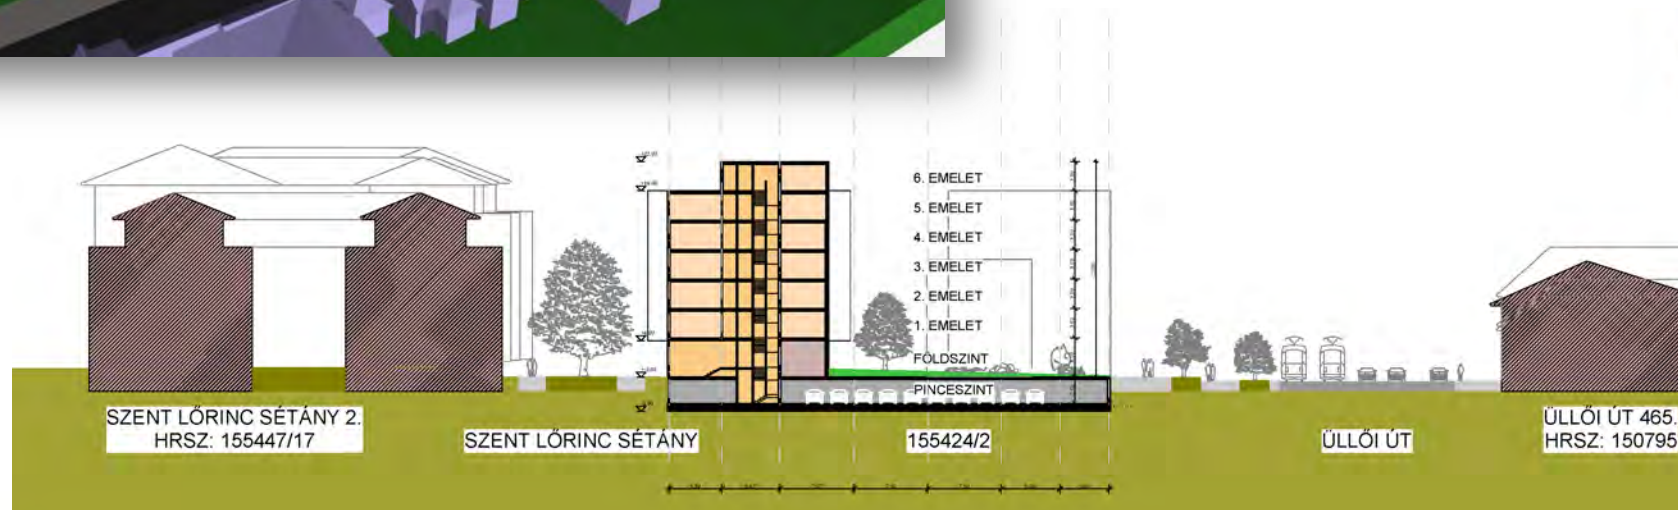 6. EMELET
5. EMELET
4. EMELET
3. EMELET
2. EMELET
1. EMELET
FÖLDSZINT
PINCESZINT
SZENT LŐRINC SÉTÁNY 2.
HRSZ: 155447/17
SZENT LŐRINC SÉTÁNY
155424/2
ÜLLŐI ÚT
ÜLLŐI ÚT 465.
HRSZ: 150795